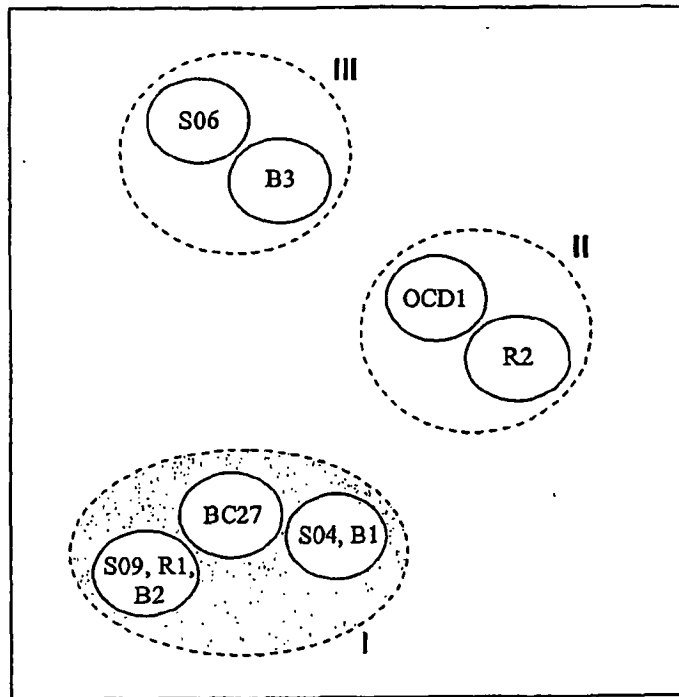 III
S06
B3
II
OCD1
R2
BC27
S04, B1
S09, R1,
B2
I